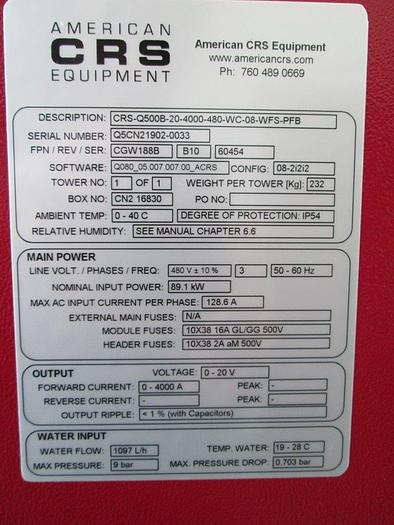 AMERICAN
CRS
EQUIPMENT
American CRS Equipment
www.americancrs.com
Ph: 760 489 0669
DESCRIPTION: CRS-Q500B-20-4000-480-WC-08-WFS-PFB
SERIAL NUMBER: Q5CN21902-0033
FPN / REV / SER: CGW188B B10 60454
SOFTWARE: Q080_05.007 007.00_ACRS CONFIG: 08-2i2i2
TOWER NO: 1 OF 1 WEIGHT PER TOWER [Kg]: 232
BOX NO: CN2 16830 PO NO:
AMBIENT TEMP: 0 - 40 C DEGREE OF PROTECTION: IP54
RELATIVE HUMIDITY: SEE MANUAL CHAPTER 6.6
MAIN POWER
LINE VOLT. / PHASES / FREQ: 480 V ± 10 % 3 50 - 60 Hz
NOMINAL INPUT POWER: 89.1 kW
MAX AC INPUT CURRENT PER PHASE: 128.6 A
EXTERNAL MAIN FUSES: N/A
MODULE FUSES: 10X38 16A GL/GG 500V
HEADER FUSES: 10X38 2A aM 500V
OUTPUT VOLTAGE: 0 - 20 V
FORWARD CURRENT: 0 - 4000 A PEAK: -
REVERSE CURRENT: - PEAK: -
OUTPUT RIPPLE: < 1 % (with Capacitors)
WATER INPUT
WATER FLOW: 1097 L/h TEMP. WATER: 19 - 28 C
MAX PRESSURE: 9 bar MAX. PRESSURE DROP: 0.703 bar